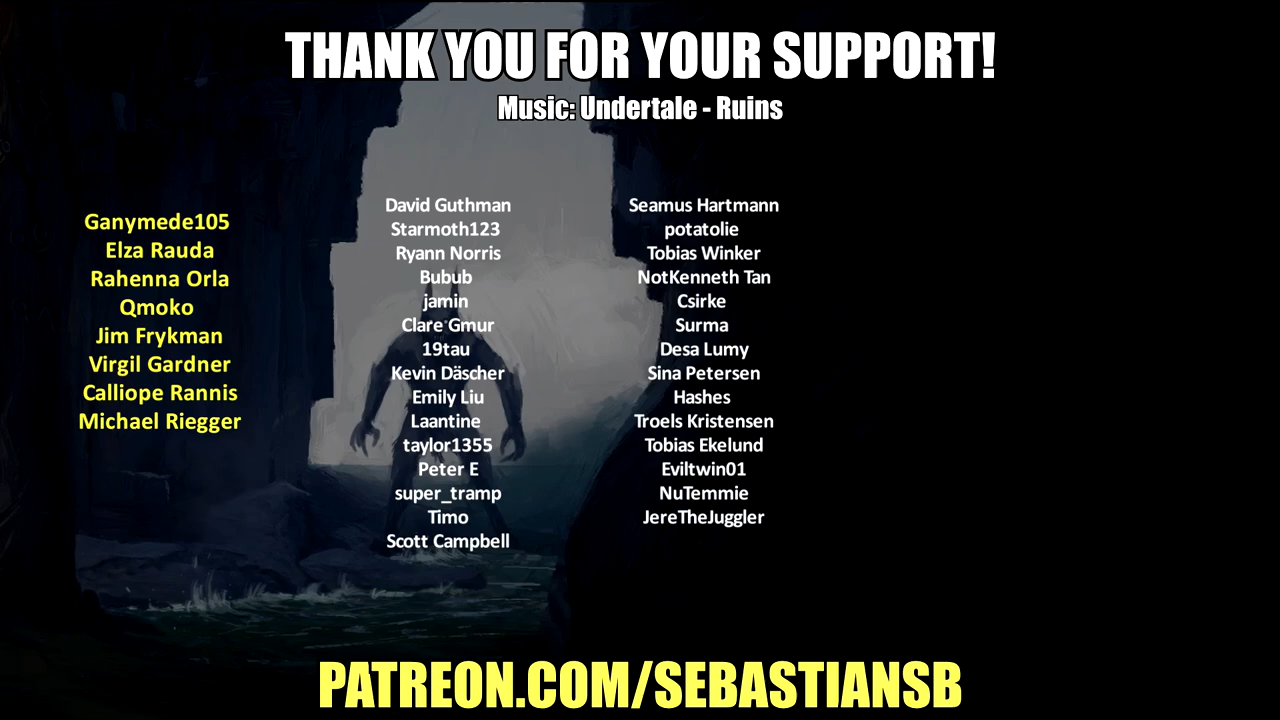 THANK YOU FOR YOUR SUPPORT!
Music: Undertale - Ruins
Ganymede105
Elza Rauda
Rahenna Orla
Qmoko
Jim Frykman
Virgil Gardner
Calliope Rannis
Michael Riegger
David Guthman
Starmoth123
Ryann Norris
Bubub
jamin
Clare Gmur
19tau
Kevin Däscher
Emily Liu
Laantine
taylor1355
Peter E
super_tramp
Timo
Scott Campbell
Seamus Hartmann
potatolie
Tobias Winker
NotKenneth Tan
Csirke
Surma
Desa Lumy
Sina Petersen
Hashes
Troels Kristensen
Tobias Ekelund
Eviltwin01
NuTemmie
JereTheJuggler
PATREON.COM/SEBASTIANSB